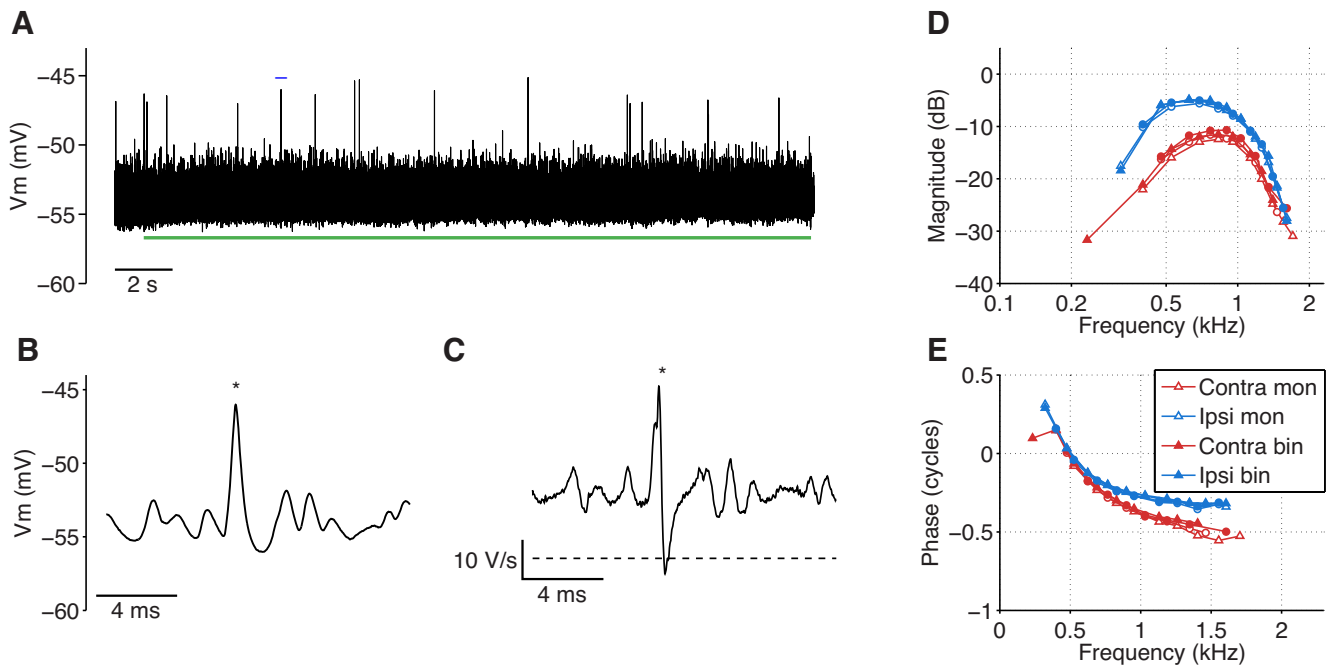 A
−45
−50
−55
−60
Vm (mV)
2 s
B
*
−45
−50
−55
−60
Vm (mV)
4 ms
C
*
10 V/s
4 ms
D
0
−10
−20
−30
−40
Magnitude (dB)
0.1 0.2 0.5 1 2
Frequency (kHz)
E
0.5
0
−0.5
−1
Phase (cycles)
Contra mon
Ipsi mon
Contra bin
Ipsi bin
0 0.5 1 1.5 2
Frequency (kHz)